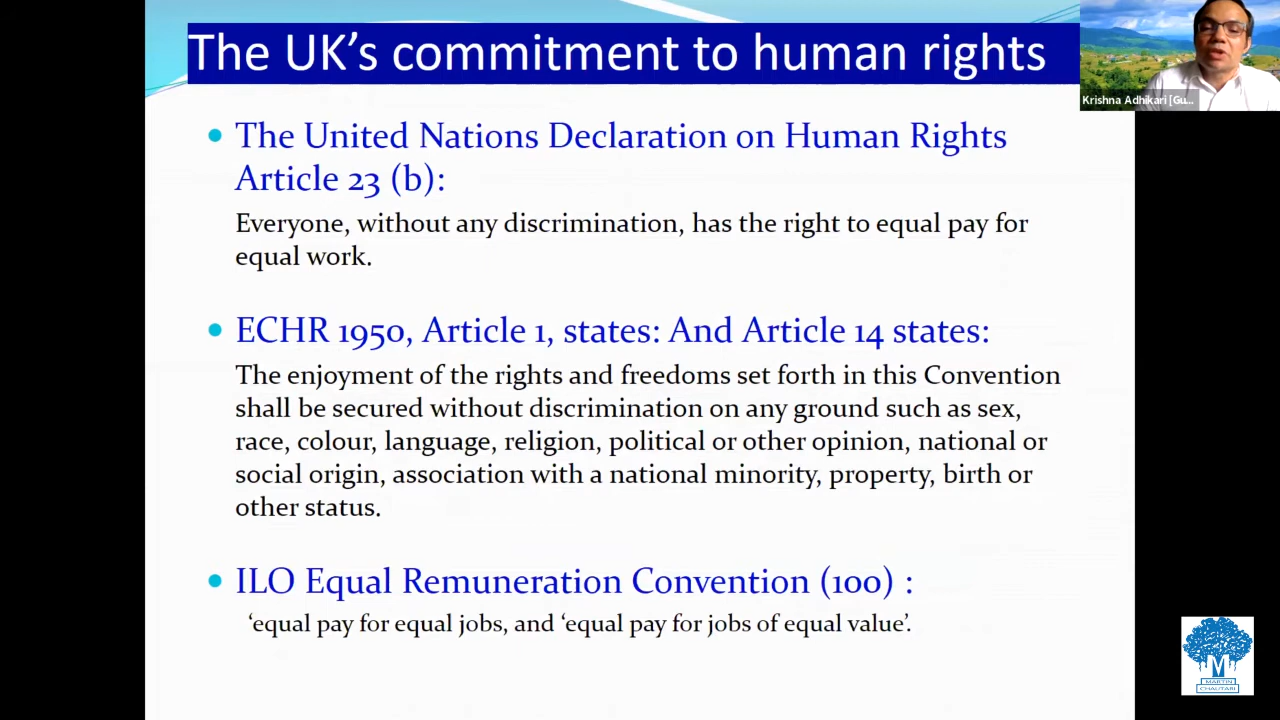 The UK’s commitment to human rights
Krishna Adhikari [Gu...
• The United Nations Declaration on Human Rights
Article 23 (b):
Everyone, without any discrimination, has the right to equal pay for
equal work.
• ECHR 1950, Article 1, states: And Article 14 states:
The enjoyment of the rights and freedoms set forth in this Convention
shall be secured without discrimination on any ground such as sex,
race, colour, language, religion, political or other opinion, national or
social origin, association with a national minority, property, birth or
other status.
• ILO Equal Remuneration Convention (100) :
‘equal pay for equal jobs, and ‘equal pay for jobs of equal value’.
M
MARTIN
CHAUTARI